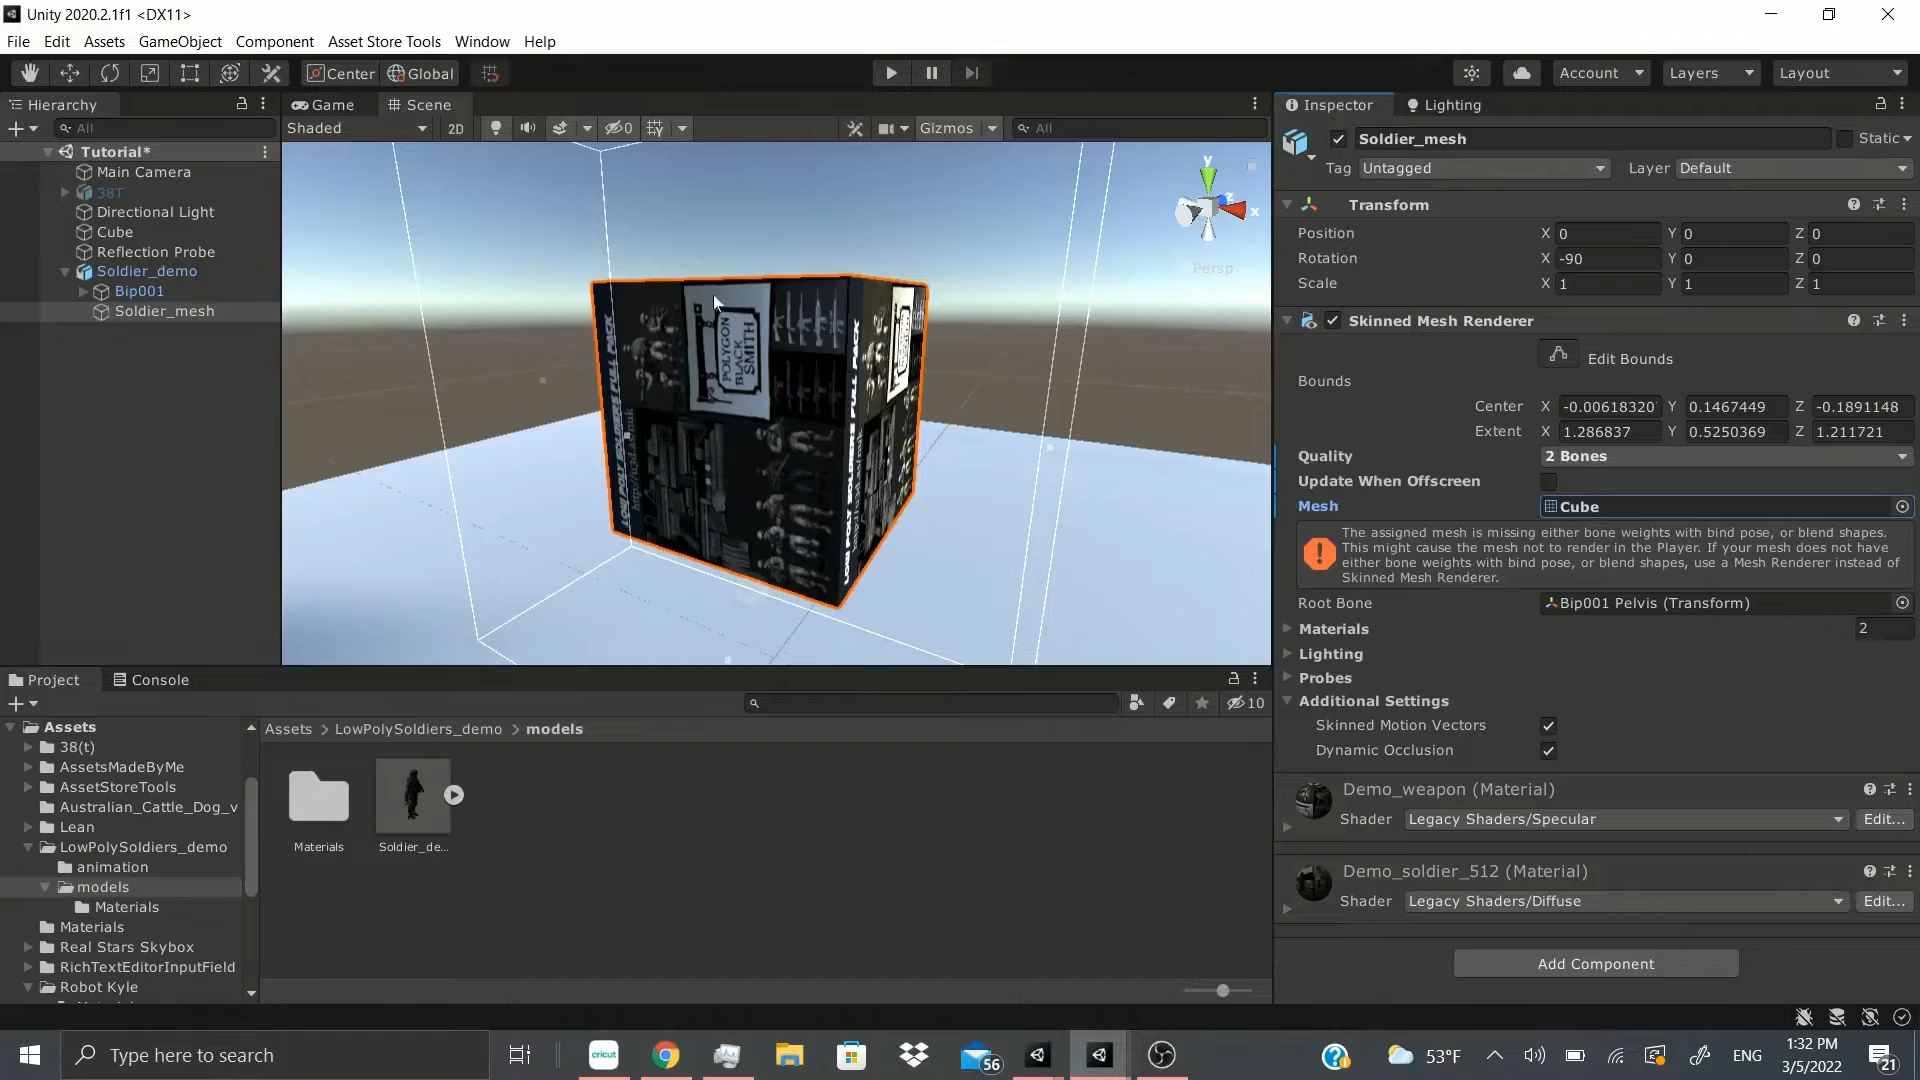 Unity 2020.2.1f1 <DX11>
File Edit Assets GameObject Component Asset Store Tools Window Help
Center Global
Account Layers Layout
Hierarchy
All
Tutorial*
Main Camera
38T
Directional Light
Cube
Reflection Probe
Soldier_demo
Bip001
Soldier_mesh
Game Scene
Shaded 2D 0 Gizmos All
y
z
x
Persp
POLYGON
BLACK
SMITH
LOW POLY SOLDIERS FULL PACK
Inspector Lighting
Soldier_mesh Static
Tag Untagged Layer Default
Transform
Position X 0 Y 0 Z 0
Rotation X -90 Y 0 Z 0
Scale X 1 Y 1 Z 1
Skinned Mesh Renderer
Edit Bounds
Bounds
Center X -0.00618320 Y 0.1467449 Z -0.1891148
Extent X 1.286837 Y 0.5250369 Z 1.211721
Quality 2 Bones
Update When Offscreen
Mesh Cube
The assigned mesh is missing either bone weights with bind pose, or blend shapes.
This might cause the mesh not to render in the Player. If your mesh does not have
either bone weights with bind pose, or blend shapes, use a Mesh Renderer instead of
Skinned Mesh Renderer.
Root Bone Bip001 Pelvis (Transform)
Materials 2
Lighting
Probes
Additional Settings
Skinned Motion Vectors
Dynamic Occlusion
Demo_weapon (Material)
Shader Legacy Shaders/Specular Edit...
Demo_soldier_512 (Material)
Shader Legacy Shaders/Diffuse Edit...
Add Component
Project Console
10
Assets
38(t)
AssetsMadeByMe
AssetStoreTools
Australian_Cattle_Dog_v
Lean
LowPolySoldiers_demo
animation
models
Materials
Materials
Real Stars Skybox
RichTextEditorInputField
Robot Kyle
Assets > LowPolySoldiers_demo > models
Materials Soldier_de...
Type here to search
cricut
56
53°F
ENG
1:32 PM
3/5/2022
21